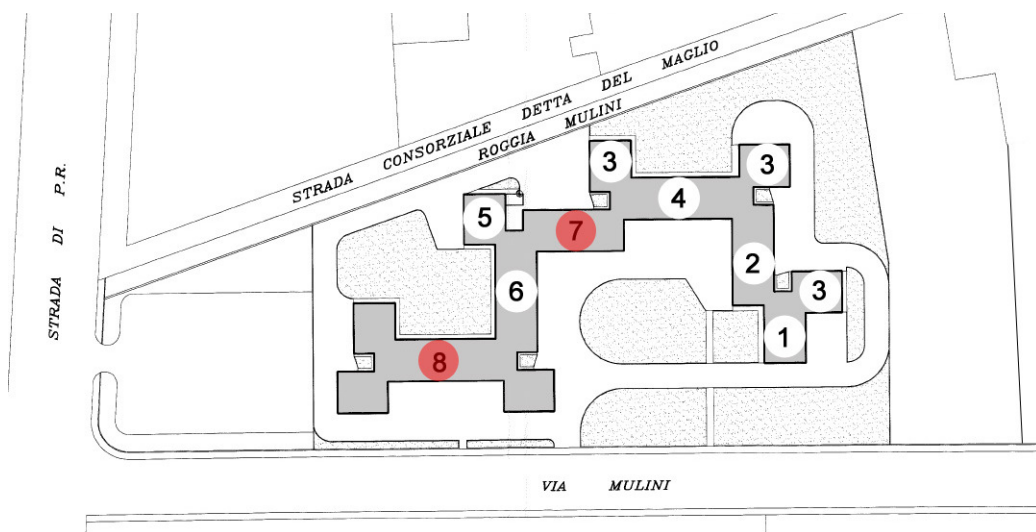 STRADA CONSORZIALE DETTA DEL MAGLIO
ROGGIA MULINI
STRADA DI P.R.
3
3
4
5
7
2
6
3
1
8
VIA MULINI